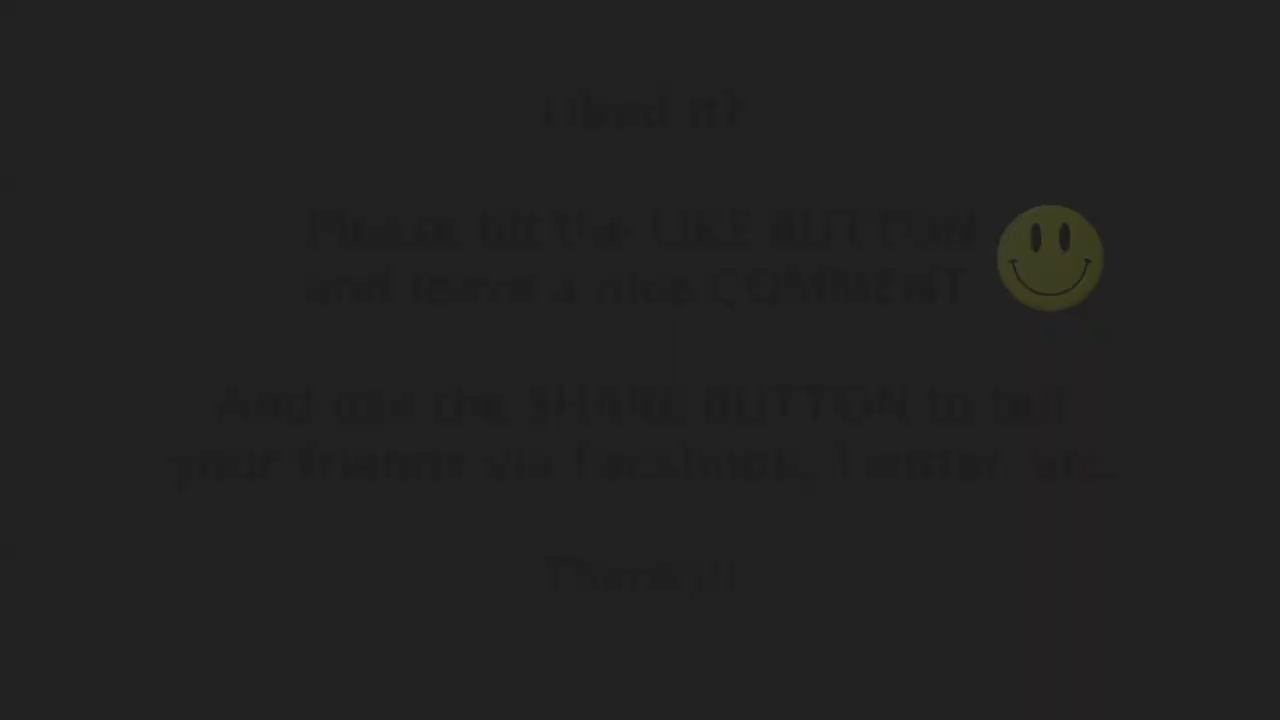 Liked it?
Please hit the LIKE BUTTON
and leave a nice COMMENT
And use the SHARE BUTTON to tell
your friends via Facebook, Twitter, etc.